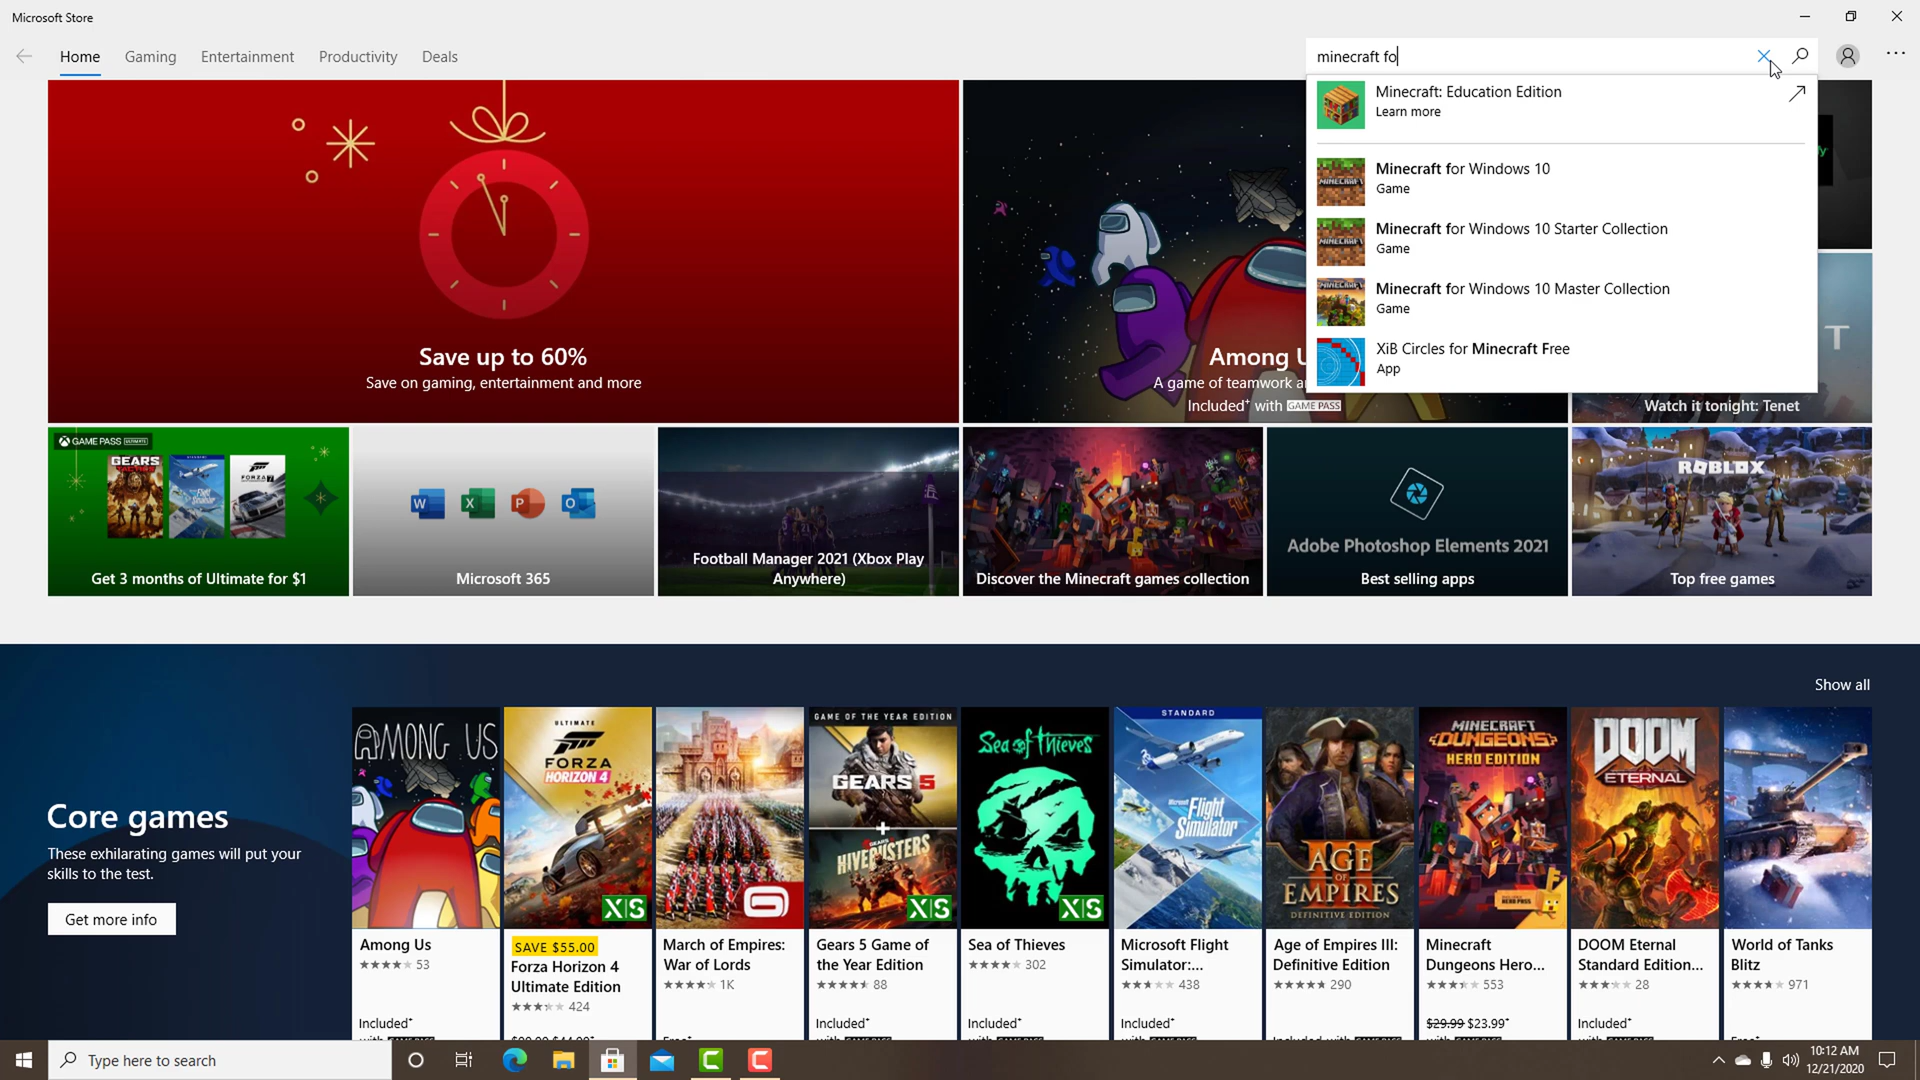 Microsoft Store
Home
Gaming
Entertainment
Productivity
Deals
minecraft fo
Minecraft: Education Edition
Learn more
Minecraft for Windows 10
Game
Minecraft for Windows 10 Starter Collection
Game
Minecraft for Windows 10 Master Collection
Game
XiB Circles for Minecraft Free
App
Save up to 60%
Save on gaming, entertainment and more
Among U
A game of teamwork a
Included+ with GAME PASS
T
Watch it tonight: Tenet
GAME PASS ULTIMATE
GEARS
TACTICS
Flight
Simulator
FORZA
7
Get 3 months of Ultimate for $1
W X P O
Microsoft 365
Football Manager 2021 (Xbox Play
Anywhere)
Discover the Minecraft games collection
Adobe Photoshop Elements 2021
Best selling apps
ROBLOX
Top free games
Show all
Core games
These exhilarating games will put your
skills to the test.
Get more info
AMONG US
Among Us
53
Included+
ULTIMATE
FORZA
HORIZON 4
X|S
SAVE $55.00
Forza Horizon 4
Ultimate Edition
424
March of Empires:
War of Lords
1K
GAME OF THE YEAR EDITION
GEARS 5
+
GEARS
HIVEBUSTERS
X|S
Gears 5 Game of
the Year Edition
88
Included+
Sea of Thieves
X|S
Sea of Thieves
302
Included+
STANDARD
Microsoft
Flight
Simulator
Microsoft Flight
Simulator:...
438
Included+
AGE
OF
EMPIRES
III
DEFINITIVE EDITION
Age of Empires III:
Definitive Edition
290
MINECRAFT
DUNGEONS
HERO EDITION
HERO PASS
Minecraft
Dungeons Hero...
553
$29.99 $23.99+
DOOM
ETERNAL
DOOM Eternal
Standard Edition...
28
Included+
World of Tanks
Blitz
971
Type here to search
10:12 AM
12/21/2020